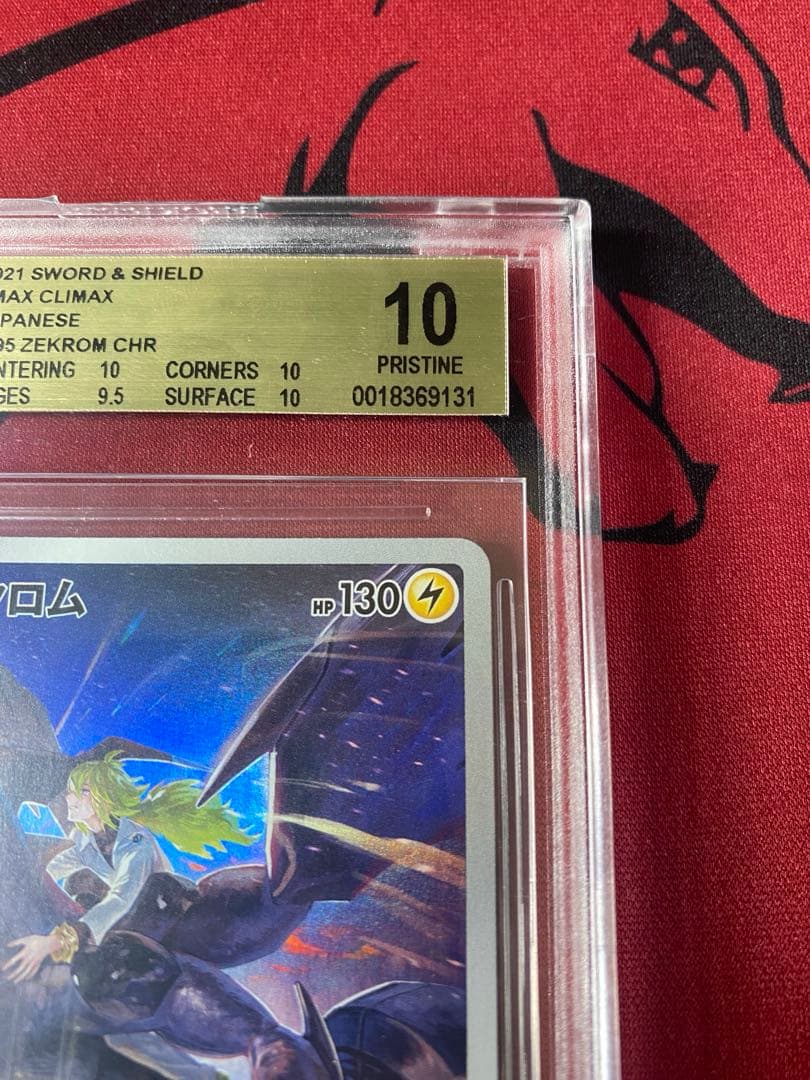 021 SWORD & SHIELD
MAX CLIMAX
PANESE
95 ZEKROM CHR
NTERING 10 CORNERS 10
GES 9.5 SURFACE 10
10
PRISTINE
0018369131
クロム
HP 130